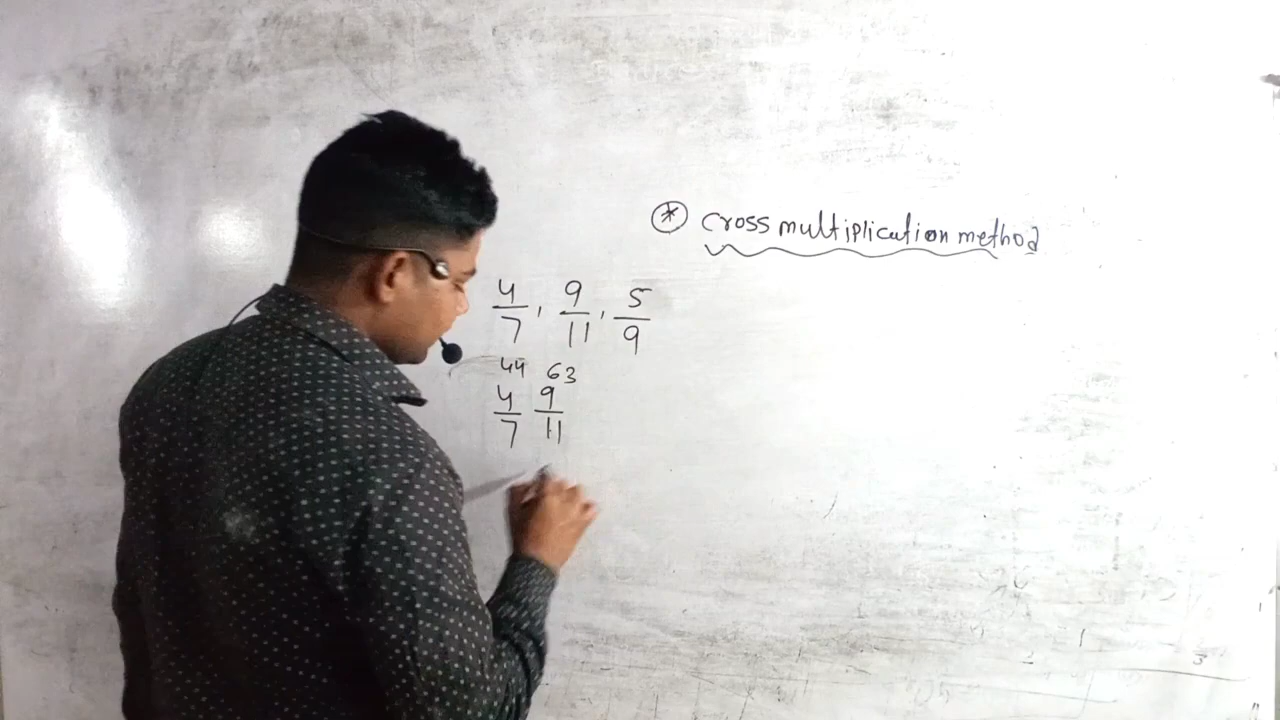 * cross multiplication method
4/7, 9/11, 5/9
44 63
4/7 9/11